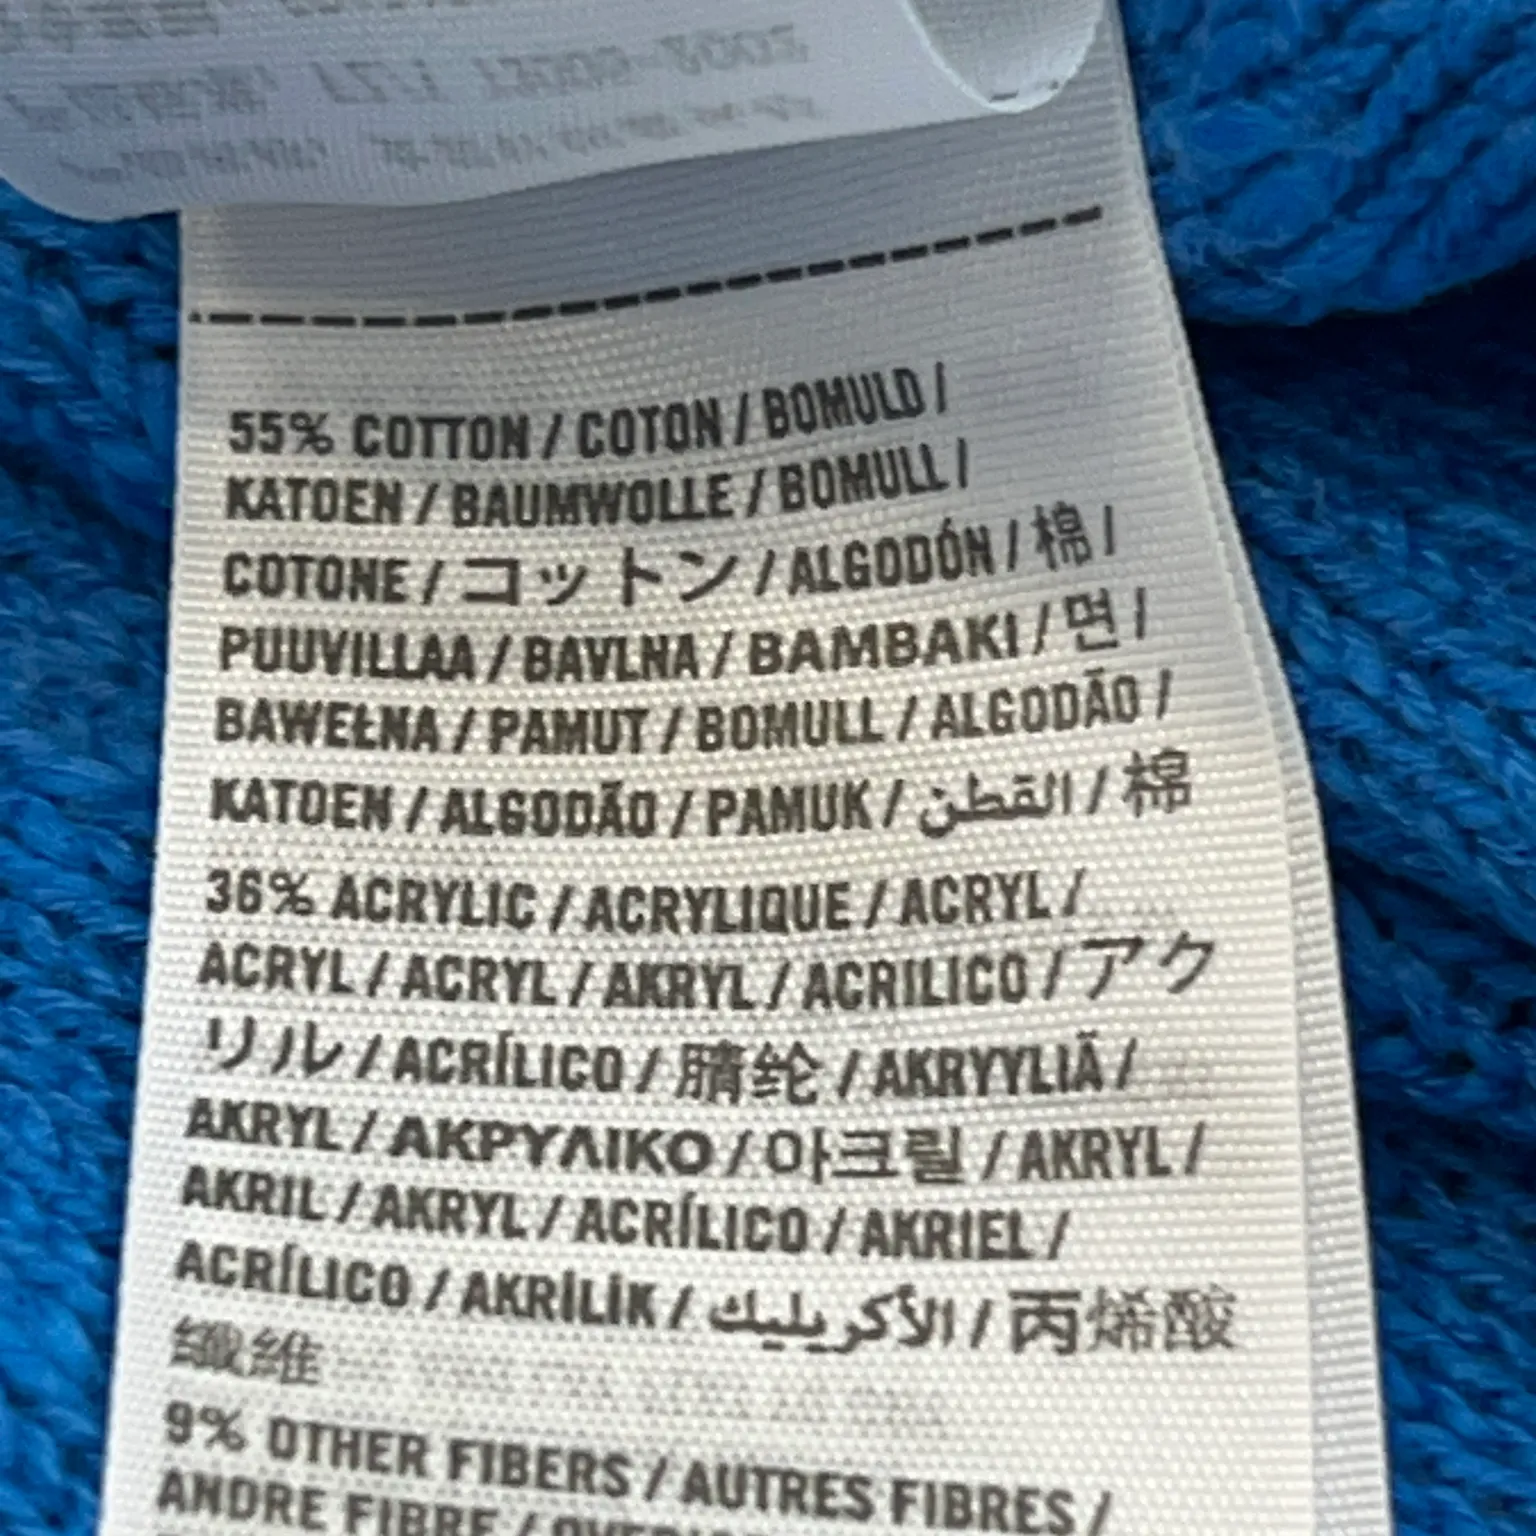 55% COTTON / COTON / BOMULD /
KATOEN / BAUMWOLLE / BOMULL /
COTONE / コットン / ALGODÓN / 棉 /
PUUVILLAA / BAVLNA / BAMBAKI / 면 /
BAWEŁNA / PAMUT / BOMULL / ALGODÃO /
KATOEN / ALGODÃO / PAMUK / القطن / 棉
36% ACRYLIC / ACRYLIQUE / ACRYL /
ACRYL / ACRYL / AKRYL / ACRILICO / アク
リル / ACRÍLICO / 腈纶 / AKRYYLIÄ /
AKRYL / ΑΚΡΥΛΙΚΟ / 아크릴 / AKRYL /
AKRIL / AKRYL / ACRÍLICO / AKRIEL /
ACRÍLICO / AKRİLİK / الأكريليك / 丙烯酸
纖維
9% OTHER FIBERS / AUTRES FIBRES /
ANDRE FIBRE /